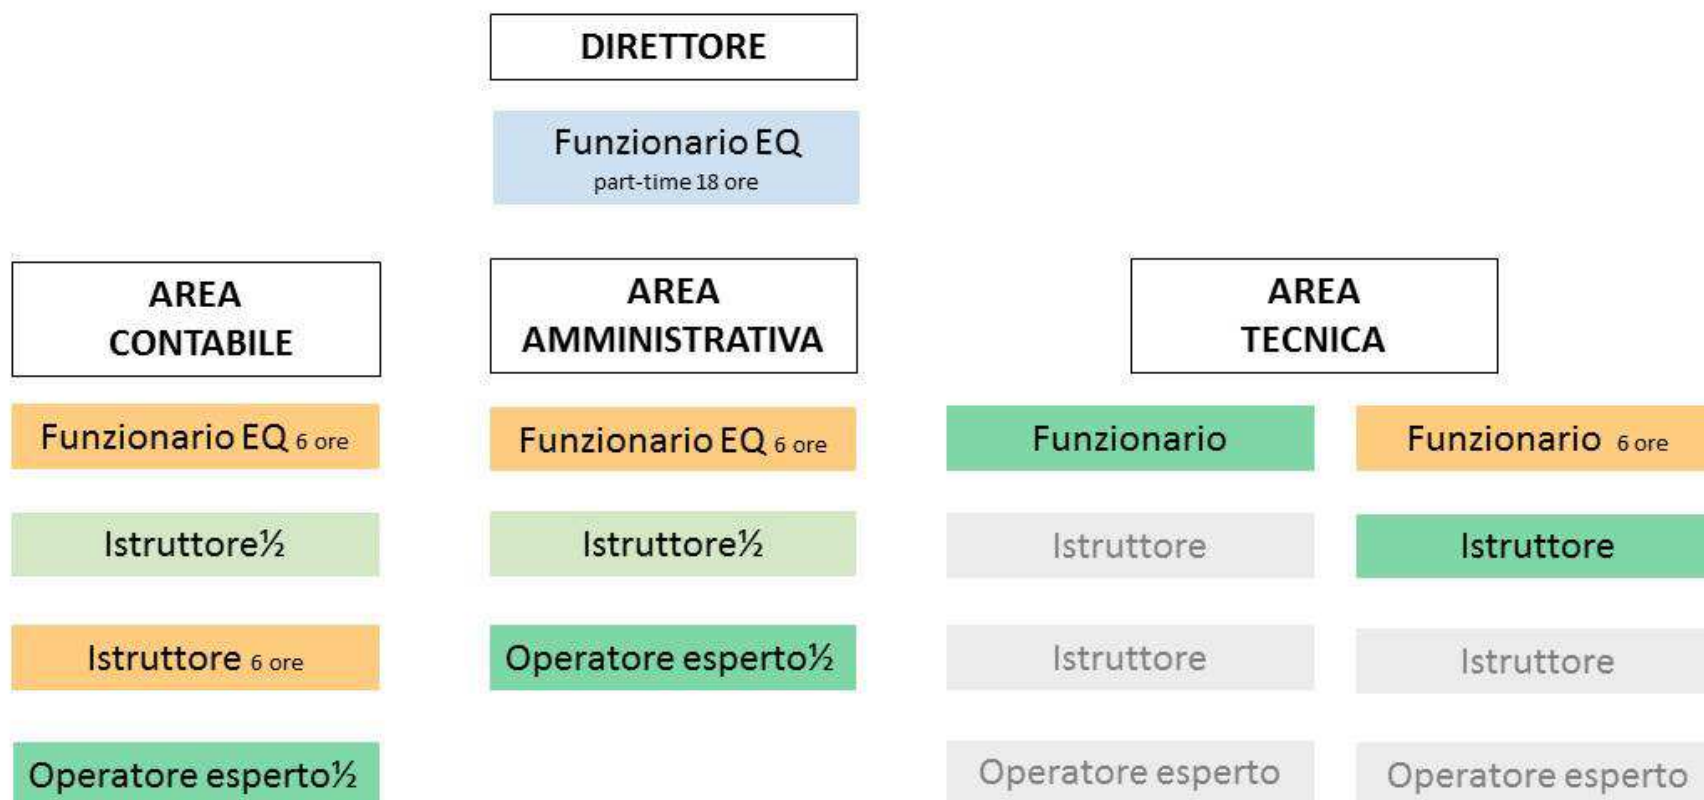 DIRETTORE
Funzionario EQ
part-time 18 ore
AREA
CONTABILE
AREA
AMMINISTRATIVA
AREA
TECNICA
Funzionario EQ 6 ore
Funzionario EQ 6 ore
Funzionario
Funzionario 6 ore
Istruttore½
Istruttore½
Istruttore
Istruttore
Istruttore 6 ore
Operatore esperto½
Istruttore
Istruttore
Operatore esperto½
Operatore esperto
Operatore esperto